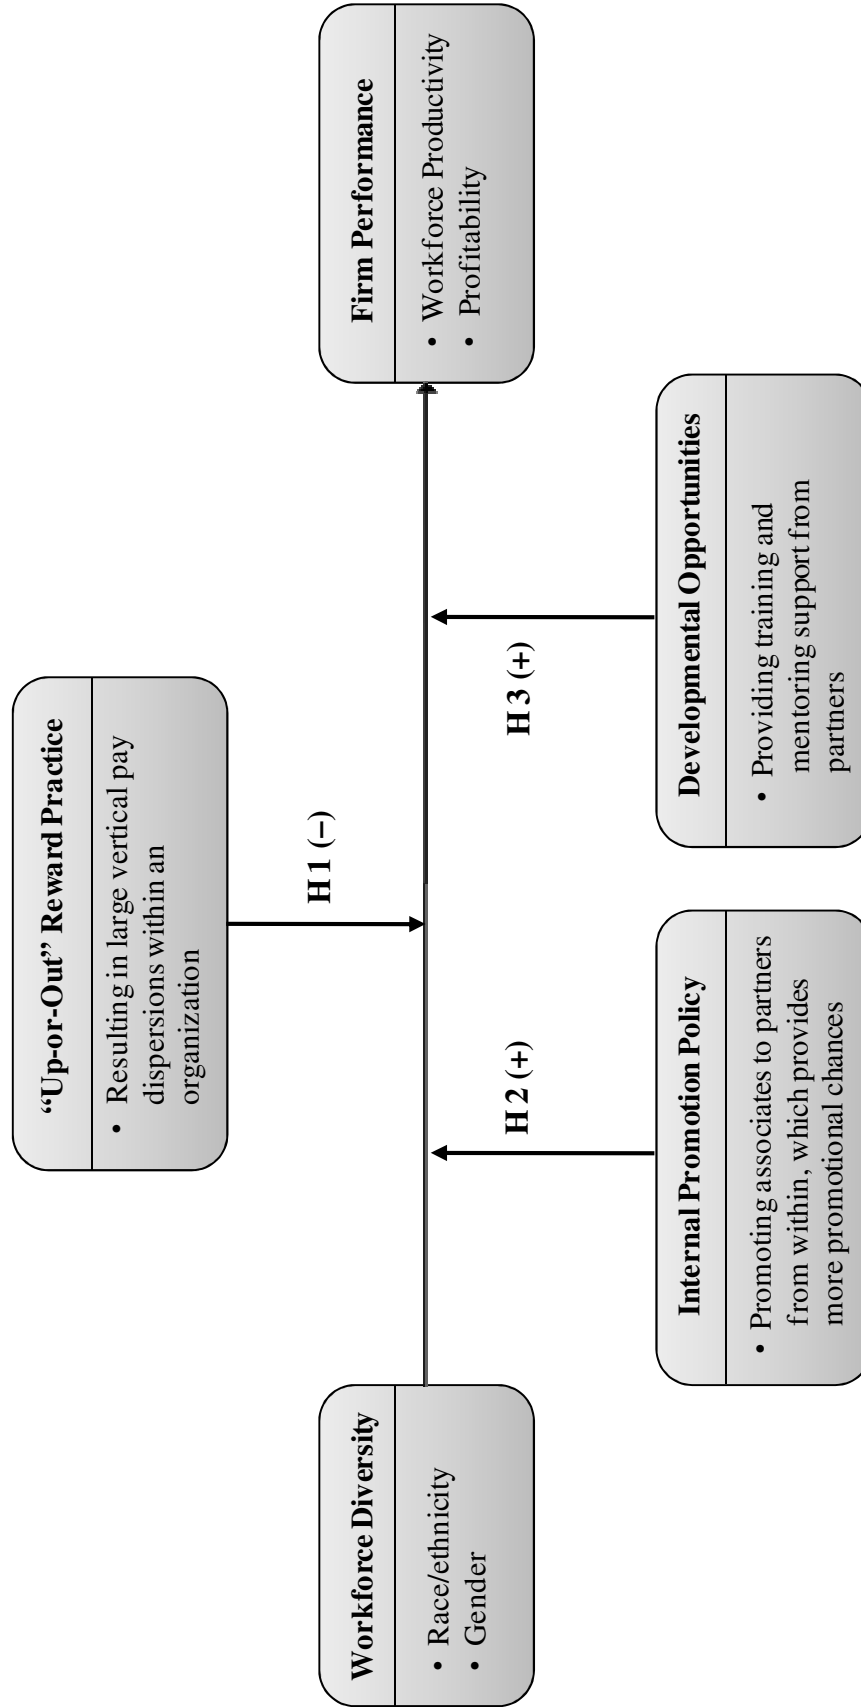 “Up-or-Out” Reward Practice
• Resulting in large vertical pay
dispersions within an
organization
H 1 (−)
Workforce Diversity
• Race/ethnicity
• Gender
Firm Performance
• Workforce Productivity
• Profitability
H 2 (+)
H 3 (+)
Internal Promotion Policy
• Promoting associates to partners
from within, which provides
more promotional chances
Developmental Opportunities
• Providing training and
mentoring support from
partners